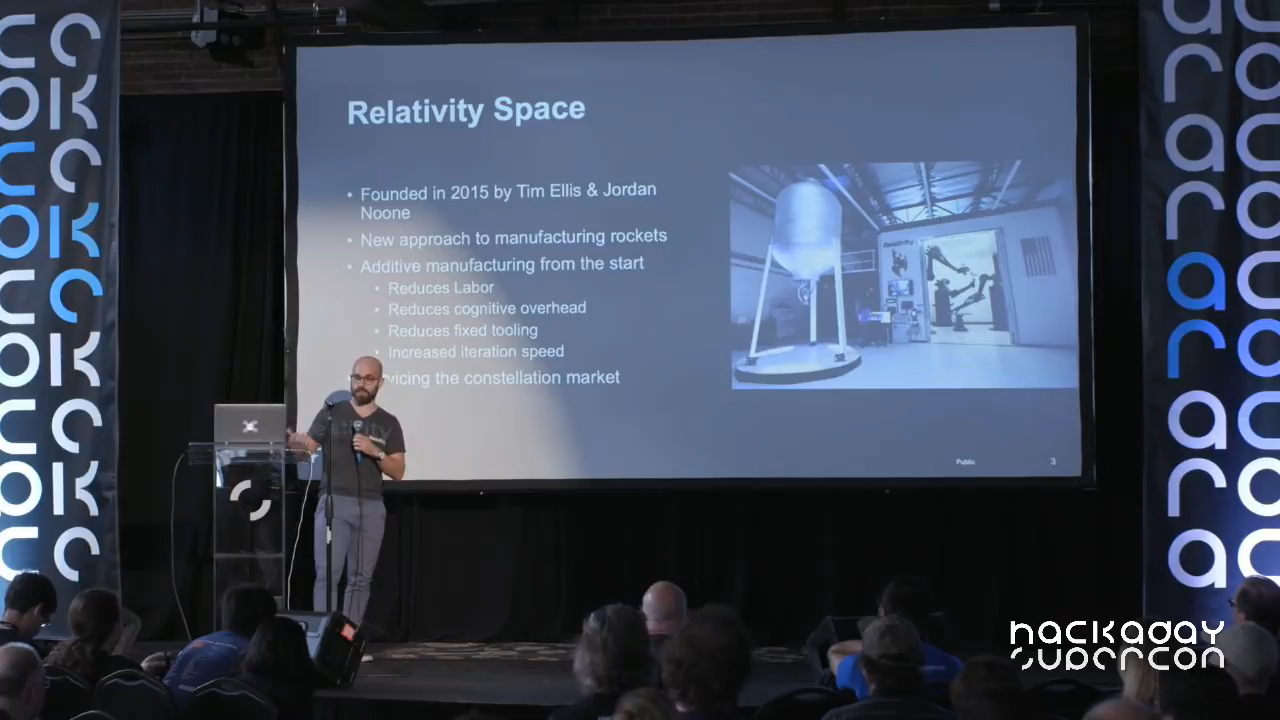 Relativity Space
• Founded in 2015 by Tim Ellis & Jordan
Noone
• New approach to manufacturing rockets
• Additive manufacturing from the start
• Reduces Labor
• Reduces cognitive overhead
• Reduces fixed tooling
• Increased iteration speed
vicing the constellation market
Relativity
Public
3
hackaday
supercon